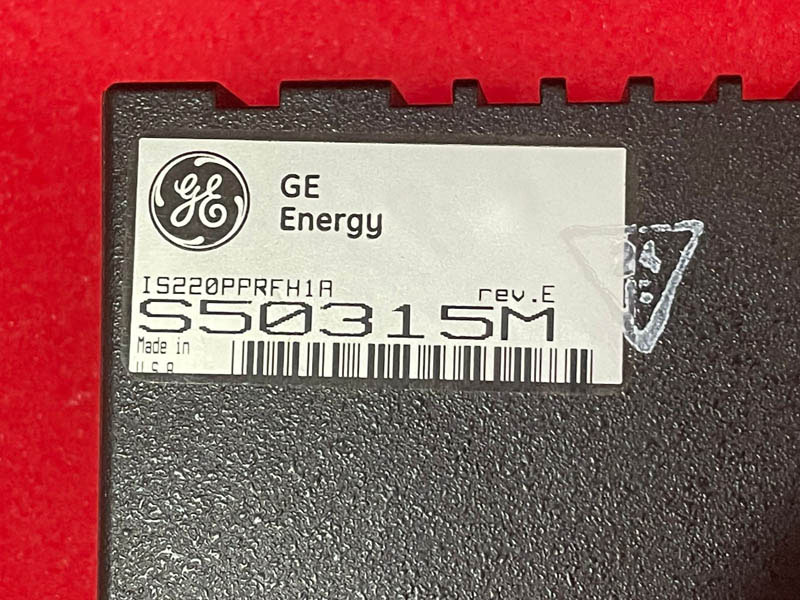 GE
GE
Energy
IS220PPRFH1A
rev.E
S50315M
Made in
U.S.A